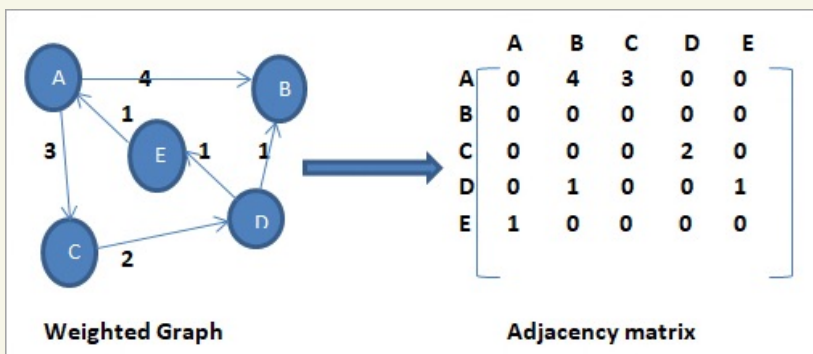 A
4
B
1
3
E
1
1
D
C
2
Weighted Graph
A B C D E
A 0 4 3 0 0
B 0 0 0 0 0
C 0 0 0 2 0
D 0 1 0 0 1
E 1 0 0 0 0
Adjacency matrix